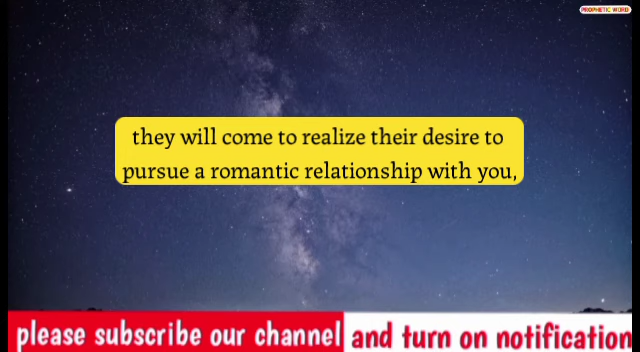 PROPHETIC WORD
they will come to realize their desire to
pursue a romantic relationship with you,
please subscribe our channel and turn on notification